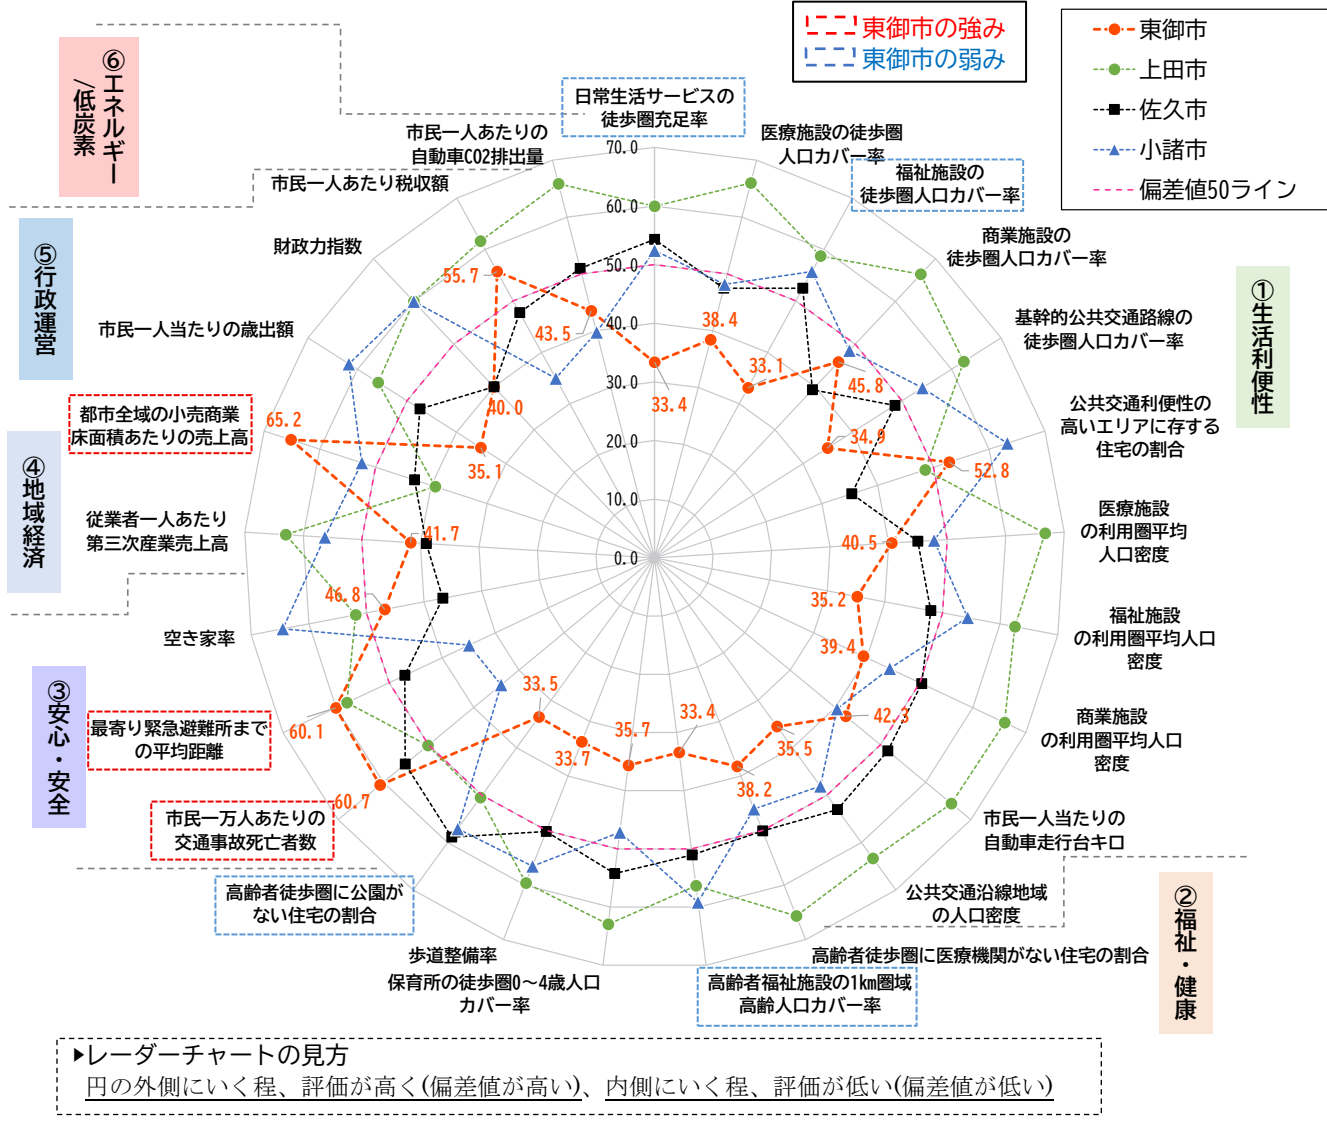 東御市の強み
東御市の弱み
東御市
上田市
佐久市
小諸市
偏差値50ライン
⑥エネルギー
/低炭素
⑤行政運営
④地域経済
③安心・安全
①生活利便性
②福祉・健康
日常生活サービスの
徒歩圏充足率
医療施設の徒歩圏
人口カバー率
福祉施設の
徒歩圏人口カバー率
商業施設の
徒歩圏人口カバー率
基幹的公共交通路線の
徒歩圏人口カバー率
公共交通利便性の
高いエリアに存する
住宅の割合
医療施設
の利用圏平均
人口密度
福祉施設
の利用圏平均人口
密度
商業施設
の利用圏平均人口
密度
市民一人当たりの
自動車走行台キロ
公共交通沿線地域
の人口密度
高齢者徒歩圏に医療機関がない住宅の割合
高齢者福祉施設の1km圏域
高齢人口カバー率
保育所の徒歩圏0～4歳人口
カバー率
歩道整備率
高齢者徒歩圏に公園が
ない住宅の割合
市民一万人あたりの
交通事故死亡者数
最寄り緊急避難所まで
の平均距離
空き家率
従業者一人あたり
第三次産業売上高
都市全域の小売商業
床面積あたりの売上高
市民一人当たりの歳出額
財政力指数
市民一人あたり税収額
市民一人あたりの
自動車CO2排出量
70.0
60.0
50.0
40.0
30.0
20.0
10.0
0.0
33.4
38.4
33.1
45.8
34.9
52.8
40.5
35.2
39.4
42.3
35.5
38.2
33.4
35.7
33.7
33.5
60.7
60.1
46.8
41.7
65.2
35.1
40.0
55.7
43.5
▶レーダーチャートの見方
円の外側にいく程、評価が高く(偏差値が高い)、内側にいく程、評価が低い(偏差値が低い)